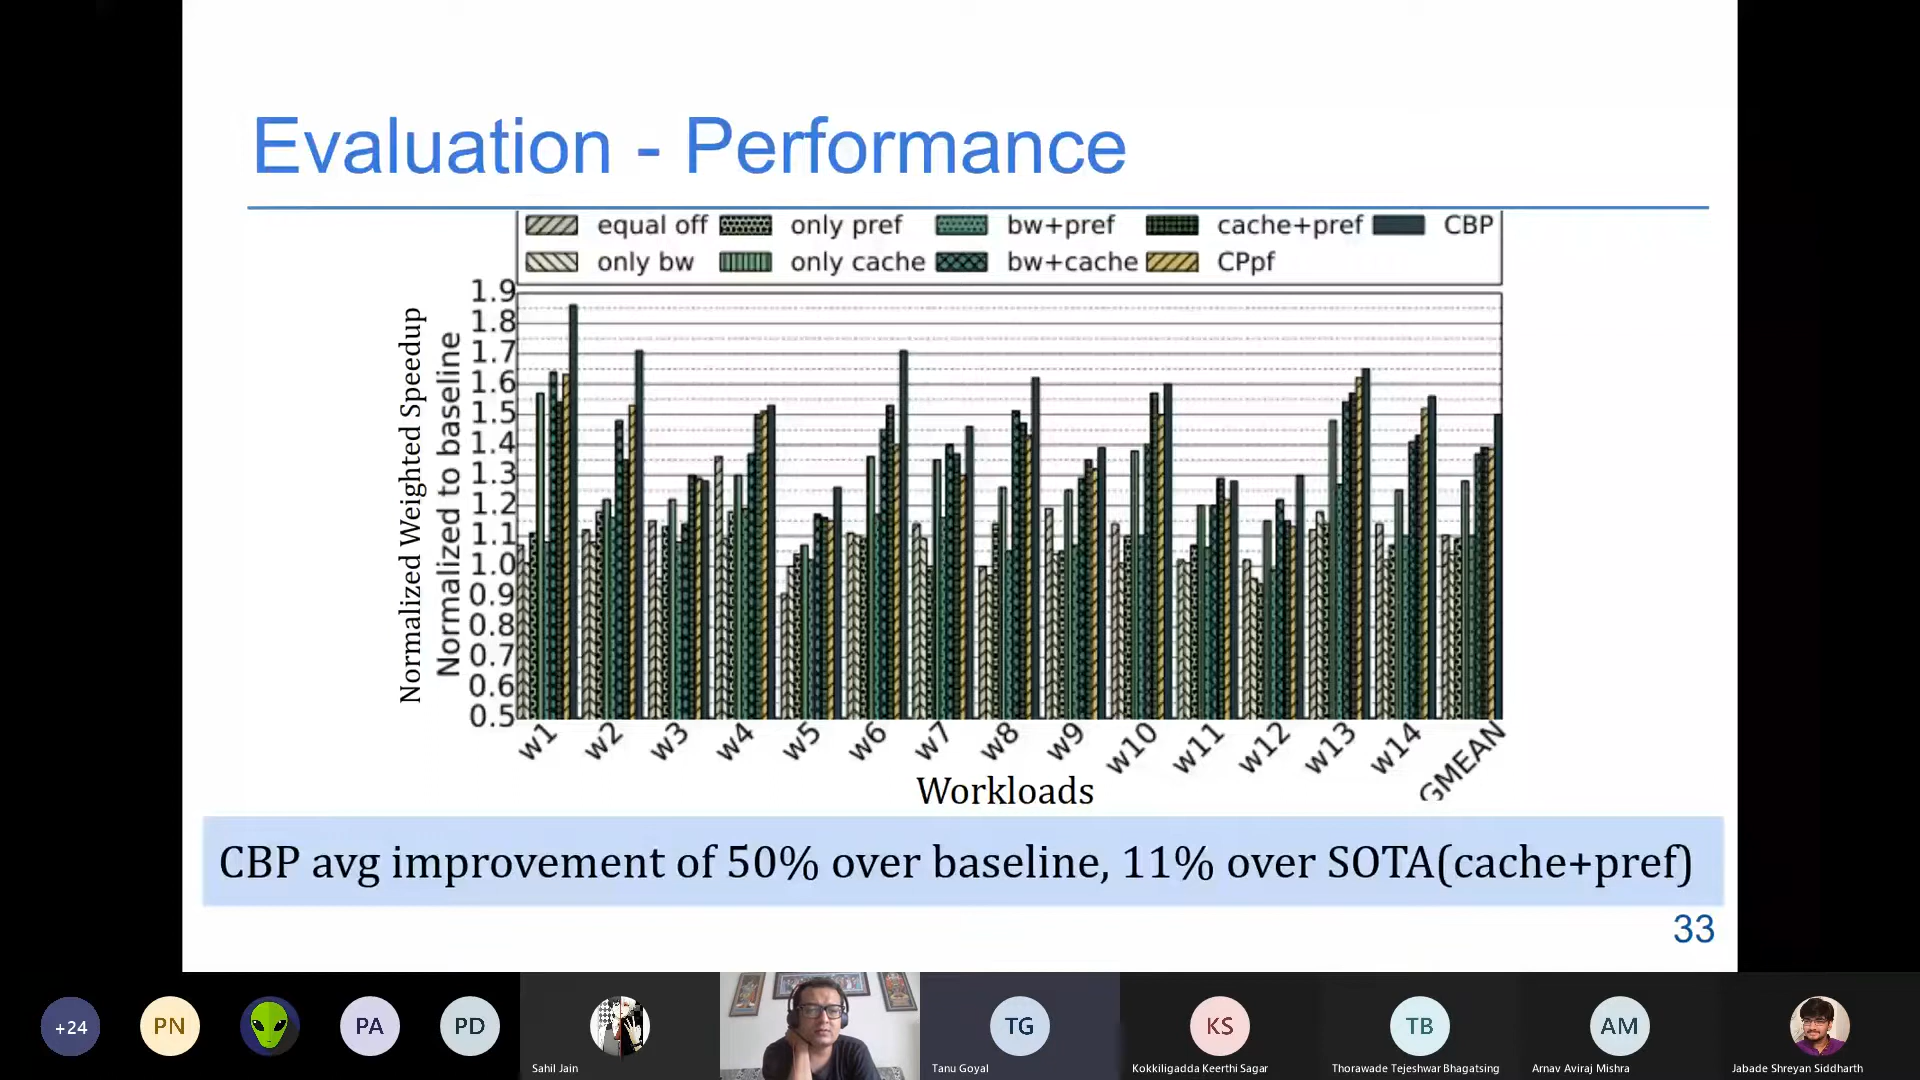 Evaluation - Performance
equal off only pref bw+pref cache+pref CBP
only bw only cache bw+cache CPpf
Normalized Weighted Speedup
Normalized to baseline
1.9
1.8
1.7
1.6
1.5
1.4
1.3
1.2
1.1
1.0
0.9
0.8
0.7
0.6
0.5
w1 w2 w3 w4 w5 w6 w7 w8 w9 w10 w11 w12 w13 w14 GMEAN
Workloads
CBP avg improvement of 50% over baseline, 11% over SOTA(cache+pref)
33
+24 PN PA PD TG KS TB AM
Sahil Jain Tanu Goyal Kokkiligadda Keerthi Sagar Thorawade Tejeshwar Bhagatsing Arnav Aviraj Mishra Jabade Shreyan Siddharth